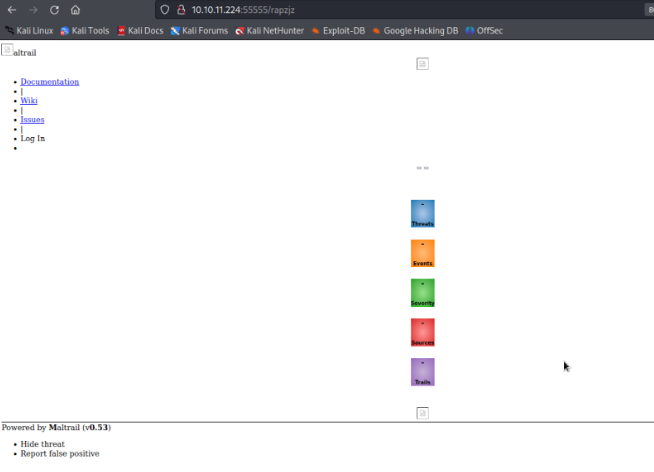 10.10.11.224:55555/rapzjz
80
Kali Linux Kali Tools Kali Docs Kali Forums Kali NetHunter Exploit-DB Google Hacking DB OffSec
altrail
Documentation
|
Wiki
|
Issues
|
Log In
Threats
Events
Severity
Sources
Trails
Powered by Maltrail (v0.53)
Hide threat
Report false positive